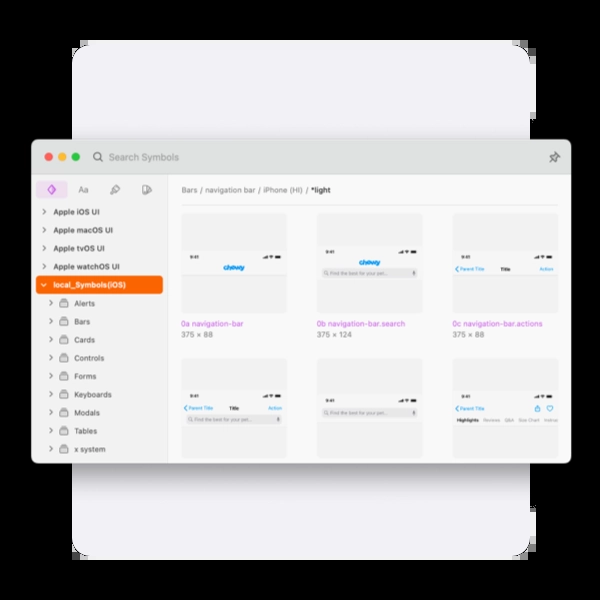 Search Symbols
Aa
Bars / navigation bar / iPhone (HI) / *light
Apple iOS UI
Apple macOS UI
Apple tvOS UI
Apple watchOS UI
local_Symbols(iOS)
Alerts
Bars
Cards
Controls
Forms
Keyboards
Modals
Tables
x system
9:41
chewy
0a navigation-bar
375 × 88
9:41
chewy
Find the best for your pet...
0b navigation-bar.search
375 × 124
9:41
Parent Title Title Action
0c navigation-bar.actions
375 × 88
9:41
Parent Title Title Action
Find the best for your pet...
9:41
Find the best for your pet...
9:41
Parent Title
Highlights Reviews Q&A Size Chart